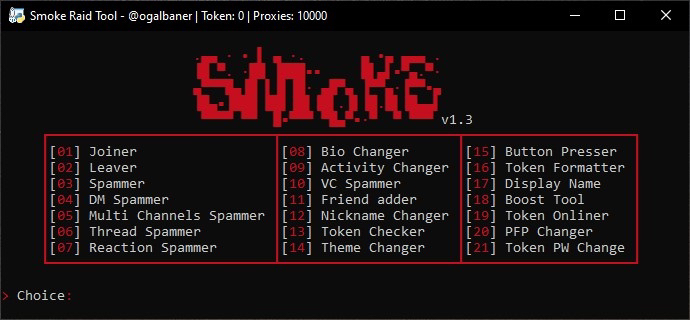 Smoke Raid Tool - @ogalbaner | Token: 0 | Proxies: 10000
SMOKE
v1.3
[01] Joiner [08] Bio Changer [15] Button Presser
[02] Leaver [09] Activity Changer [16] Token Formatter
[03] Spammer [10] VC Spammer [17] Display Name
[04] DM Spammer [11] Friend adder [18] Boost Tool
[05] Multi Channels Spammer [12] Nickname Changer [19] Token Onliner
[06] Thread Spammer [13] Token Checker [20] PFP Changer
[07] Reaction Spammer [14] Theme Changer [21] Token PW Change
> Choice: